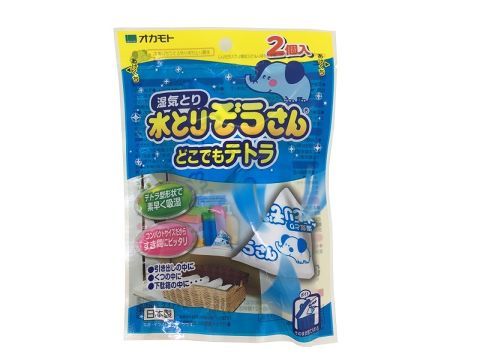 オカモト
2個入
湿気とり
水とりぞうさん
どこでもテトラ
テトラ型形状で
素早く吸湿
コンパクトサイズだから
すき間にピッタリ
●引き出しの中に…
●くつの中に…
●下駄箱の中に…
日本製